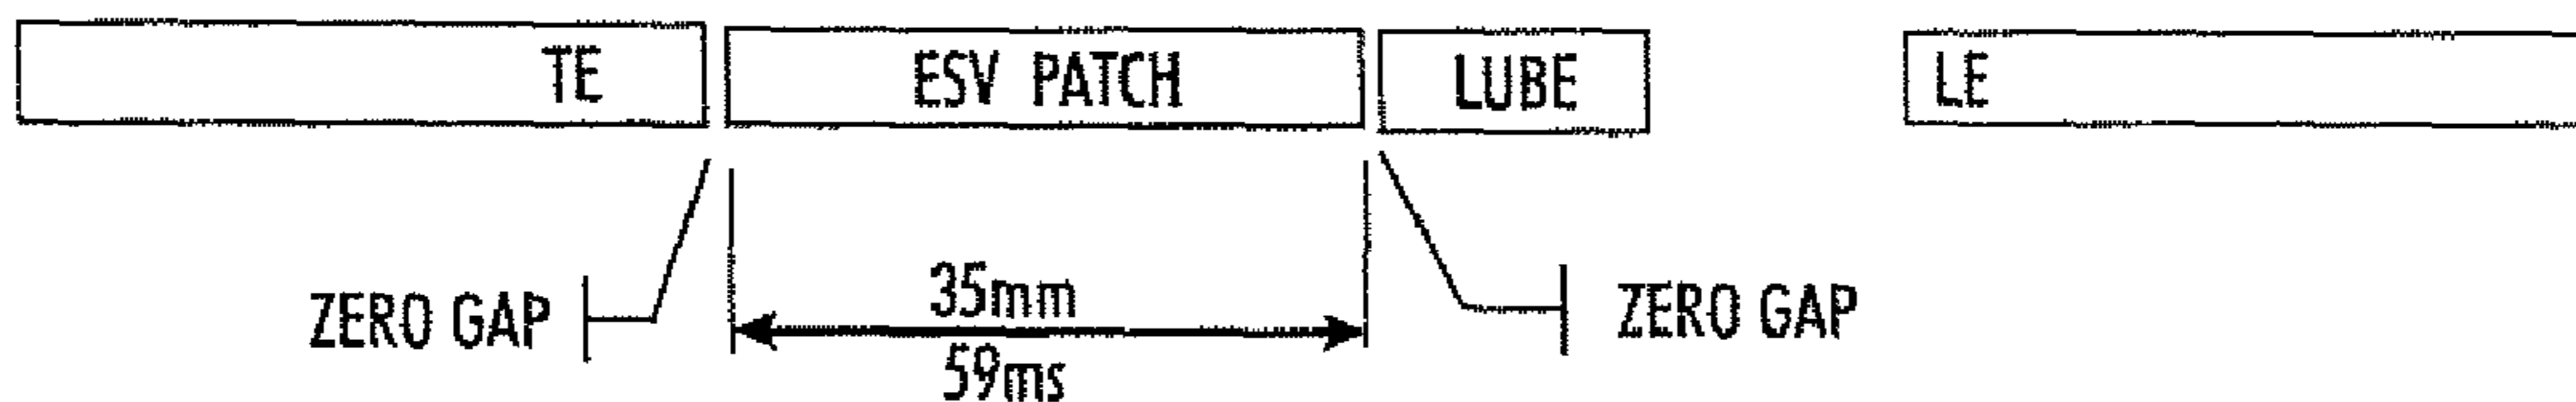 TE
ESV PATCH
LUBE
LE
ZERO GAP
35mm
59ms
ZERO GAP